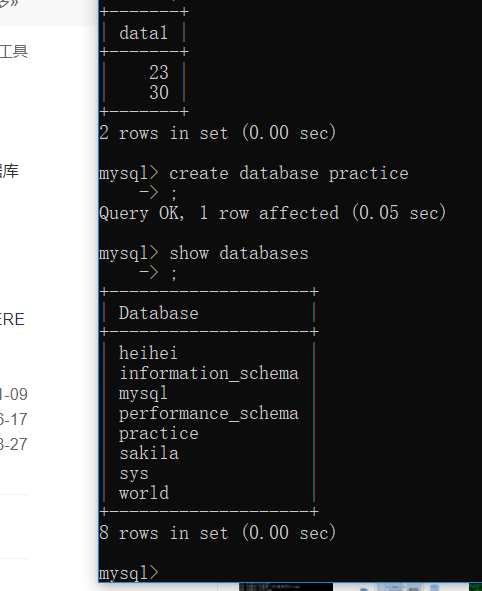 多»
+-------+
| data1 |
工具
+-------+
|    23 |
|    30 |
+-------+
2 rows in set (0.00 sec)
据库
mysql> create database practice
    -> ;
Query OK, 1 row affected (0.05 sec)
mysql> show databases
    -> ;
+--------------------+
| Database           |
ERE
+--------------------+
| heihei             |
| information_schema |
1-09
| mysql              |
| performance_schema |
6-17
| practice           |
8-27
| sakila             |
| sys                |
| world              |
+--------------------+
8 rows in set (0.00 sec)
mysql>